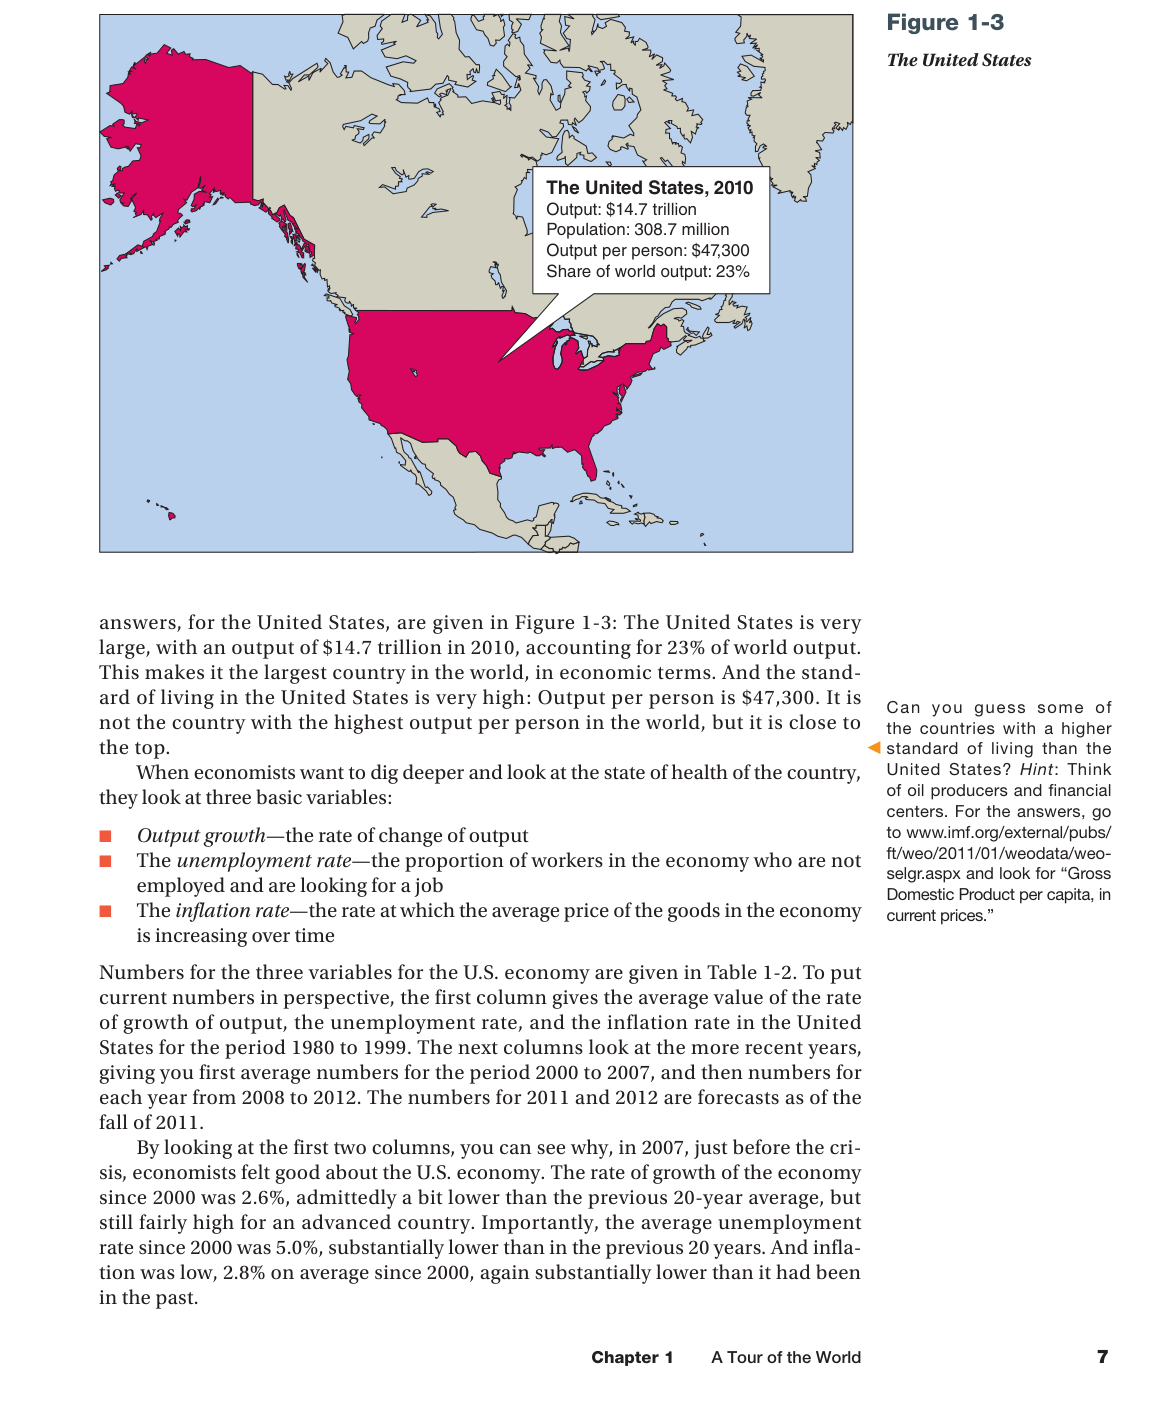 Figure 1-3
The United States
The United States, 2010
Output: $14.7 trillion
Population: 308.7 million
Output per person: $47,300
Share of world output: 23%
answers, for the United States, are given in Figure 1-3: The United States is very
large, with an output of $14.7 trillion in 2010, accounting for 23% of world output.
This makes it the largest country in the world, in economic terms. And the stand-
ard of living in the United States is very high: Output per person is $47,300. It is
not the country with the highest output per person in the world, but it is close to
the top.
When economists want to dig deeper and look at the state of health of the country,
they look at three basic variables:
■ Output growth—the rate of change of output
■ The unemployment rate—the proportion of workers in the economy who are not
employed and are looking for a job
■ The inflation rate—the rate at which the average price of the goods in the economy
is increasing over time
Numbers for the three variables for the U.S. economy are given in Table 1-2. To put
current numbers in perspective, the first column gives the average value of the rate
of growth of output, the unemployment rate, and the inflation rate in the United
States for the period 1980 to 1999. The next columns look at the more recent years,
giving you first average numbers for the period 2000 to 2007, and then numbers for
each year from 2008 to 2012. The numbers for 2011 and 2012 are forecasts as of the
fall of 2011.
By looking at the first two columns, you can see why, in 2007, just before the cri-
sis, economists felt good about the U.S. economy. The rate of growth of the economy
since 2000 was 2.6%, admittedly a bit lower than the previous 20-year average, but
still fairly high for an advanced country. Importantly, the average unemployment
rate since 2000 was 5.0%, substantially lower than in the previous 20 years. And infla-
tion was low, 2.8% on average since 2000, again substantially lower than it had been
in the past.
Can you guess some of
the countries with a higher
◀ standard of living than the
United States? Hint: Think
of oil producers and financial
centers. For the answers, go
to www.imf.org/external/pubs/
ft/weo/2011/01/weodata/weo-
selgr.aspx and look for “Gross
Domestic Product per capita, in
current prices.”
Chapter 1 A Tour of the World 7